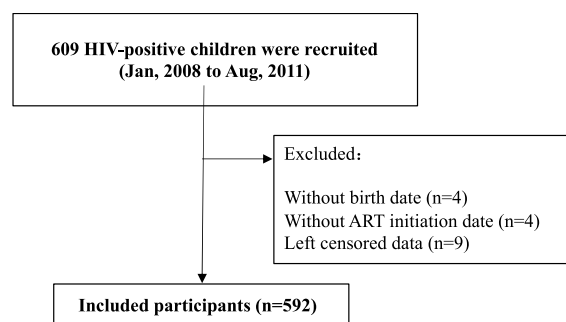 609 HIV-positive children were recruited
(Jan, 2008 to Aug, 2011)
Excluded：
Without birth date (n=4)
Without ART initiation date (n=4)
Left censored data (n=9)
Included participants (n=592)